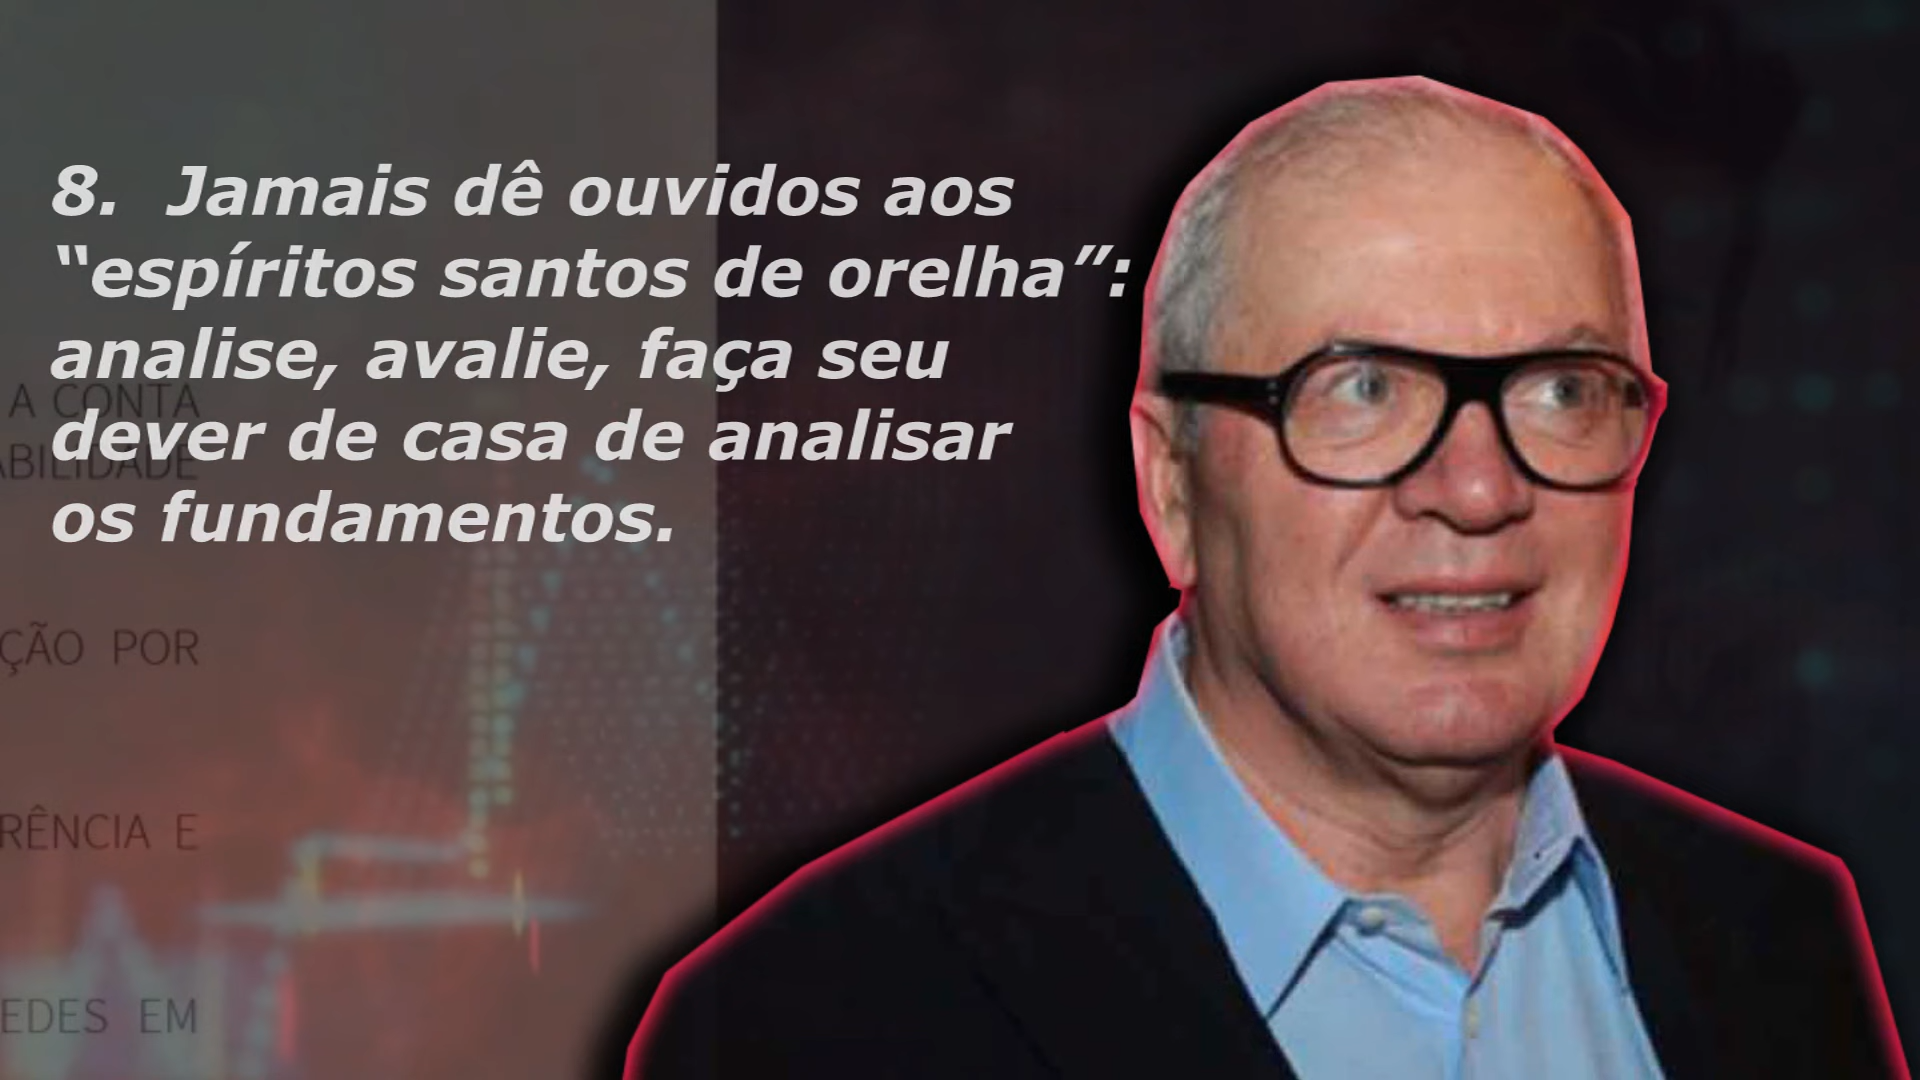 8. Jamais dê ouvidos aos
“espíritos santos de orelha”:
analise, avalie, faça seu
dever de casa de analisar
os fundamentos.
A CONTA
ABILIDADE
ÇÃO POR
RÊNCIA E
EDES EM